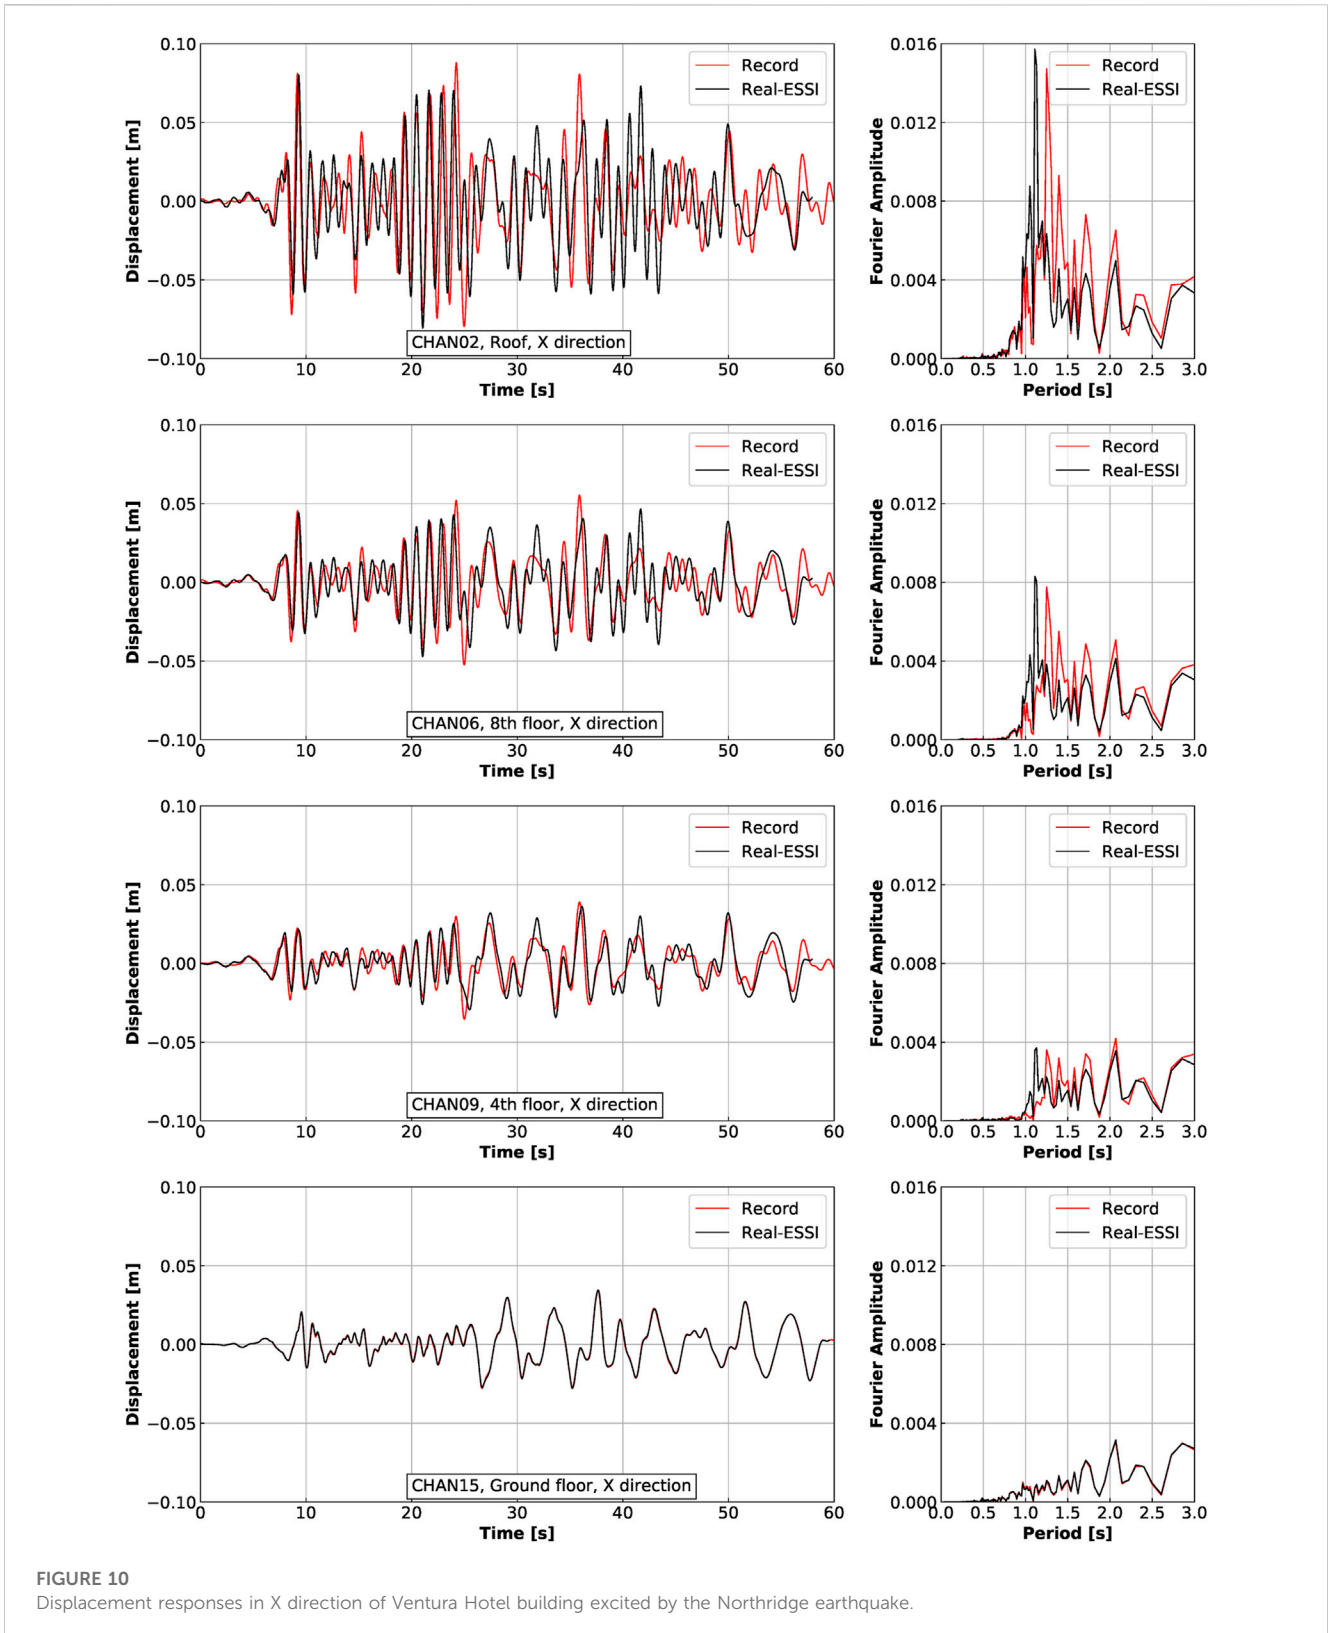 0.10
0.05
0.00
−0.05
−0.10
Displacement [m]
Record
Real-ESSI
CHAN02, Roof, X direction
0 10 20 30 40 50 60
Time [s]
0.016
0.012
0.008
0.004
0.000
Fourier Amplitude
Record
Real-ESSI
0.0 0.5 1.0 1.5 2.0 2.5 3.0
Period [s]
0.10
0.05
0.00
−0.05
−0.10
Displacement [m]
Record
Real-ESSI
CHAN06, 8th floor, X direction
0 10 20 30 40 50 60
Time [s]
0.016
0.012
0.008
0.004
0.000
Fourier Amplitude
Record
Real-ESSI
0.0 0.5 1.0 1.5 2.0 2.5 3.0
Period [s]
0.10
0.05
0.00
−0.05
−0.10
Displacement [m]
Record
Real-ESSI
CHAN09, 4th floor, X direction
0 10 20 30 40 50 60
Time [s]
0.016
0.012
0.008
0.004
0.000
Fourier Amplitude
Record
Real-ESSI
0.0 0.5 1.0 1.5 2.0 2.5 3.0
Period [s]
0.10
0.05
0.00
−0.05
−0.10
Displacement [m]
Record
Real-ESSI
CHAN15, Ground floor, X direction
0 10 20 30 40 50 60
Time [s]
0.016
0.012
0.008
0.004
0.000
Fourier Amplitude
Record
Real-ESSI
0.0 0.5 1.0 1.5 2.0 2.5 3.0
Period [s]
FIGURE 10
Displacement responses in X direction of Ventura Hotel building excited by the Northridge earthquake.